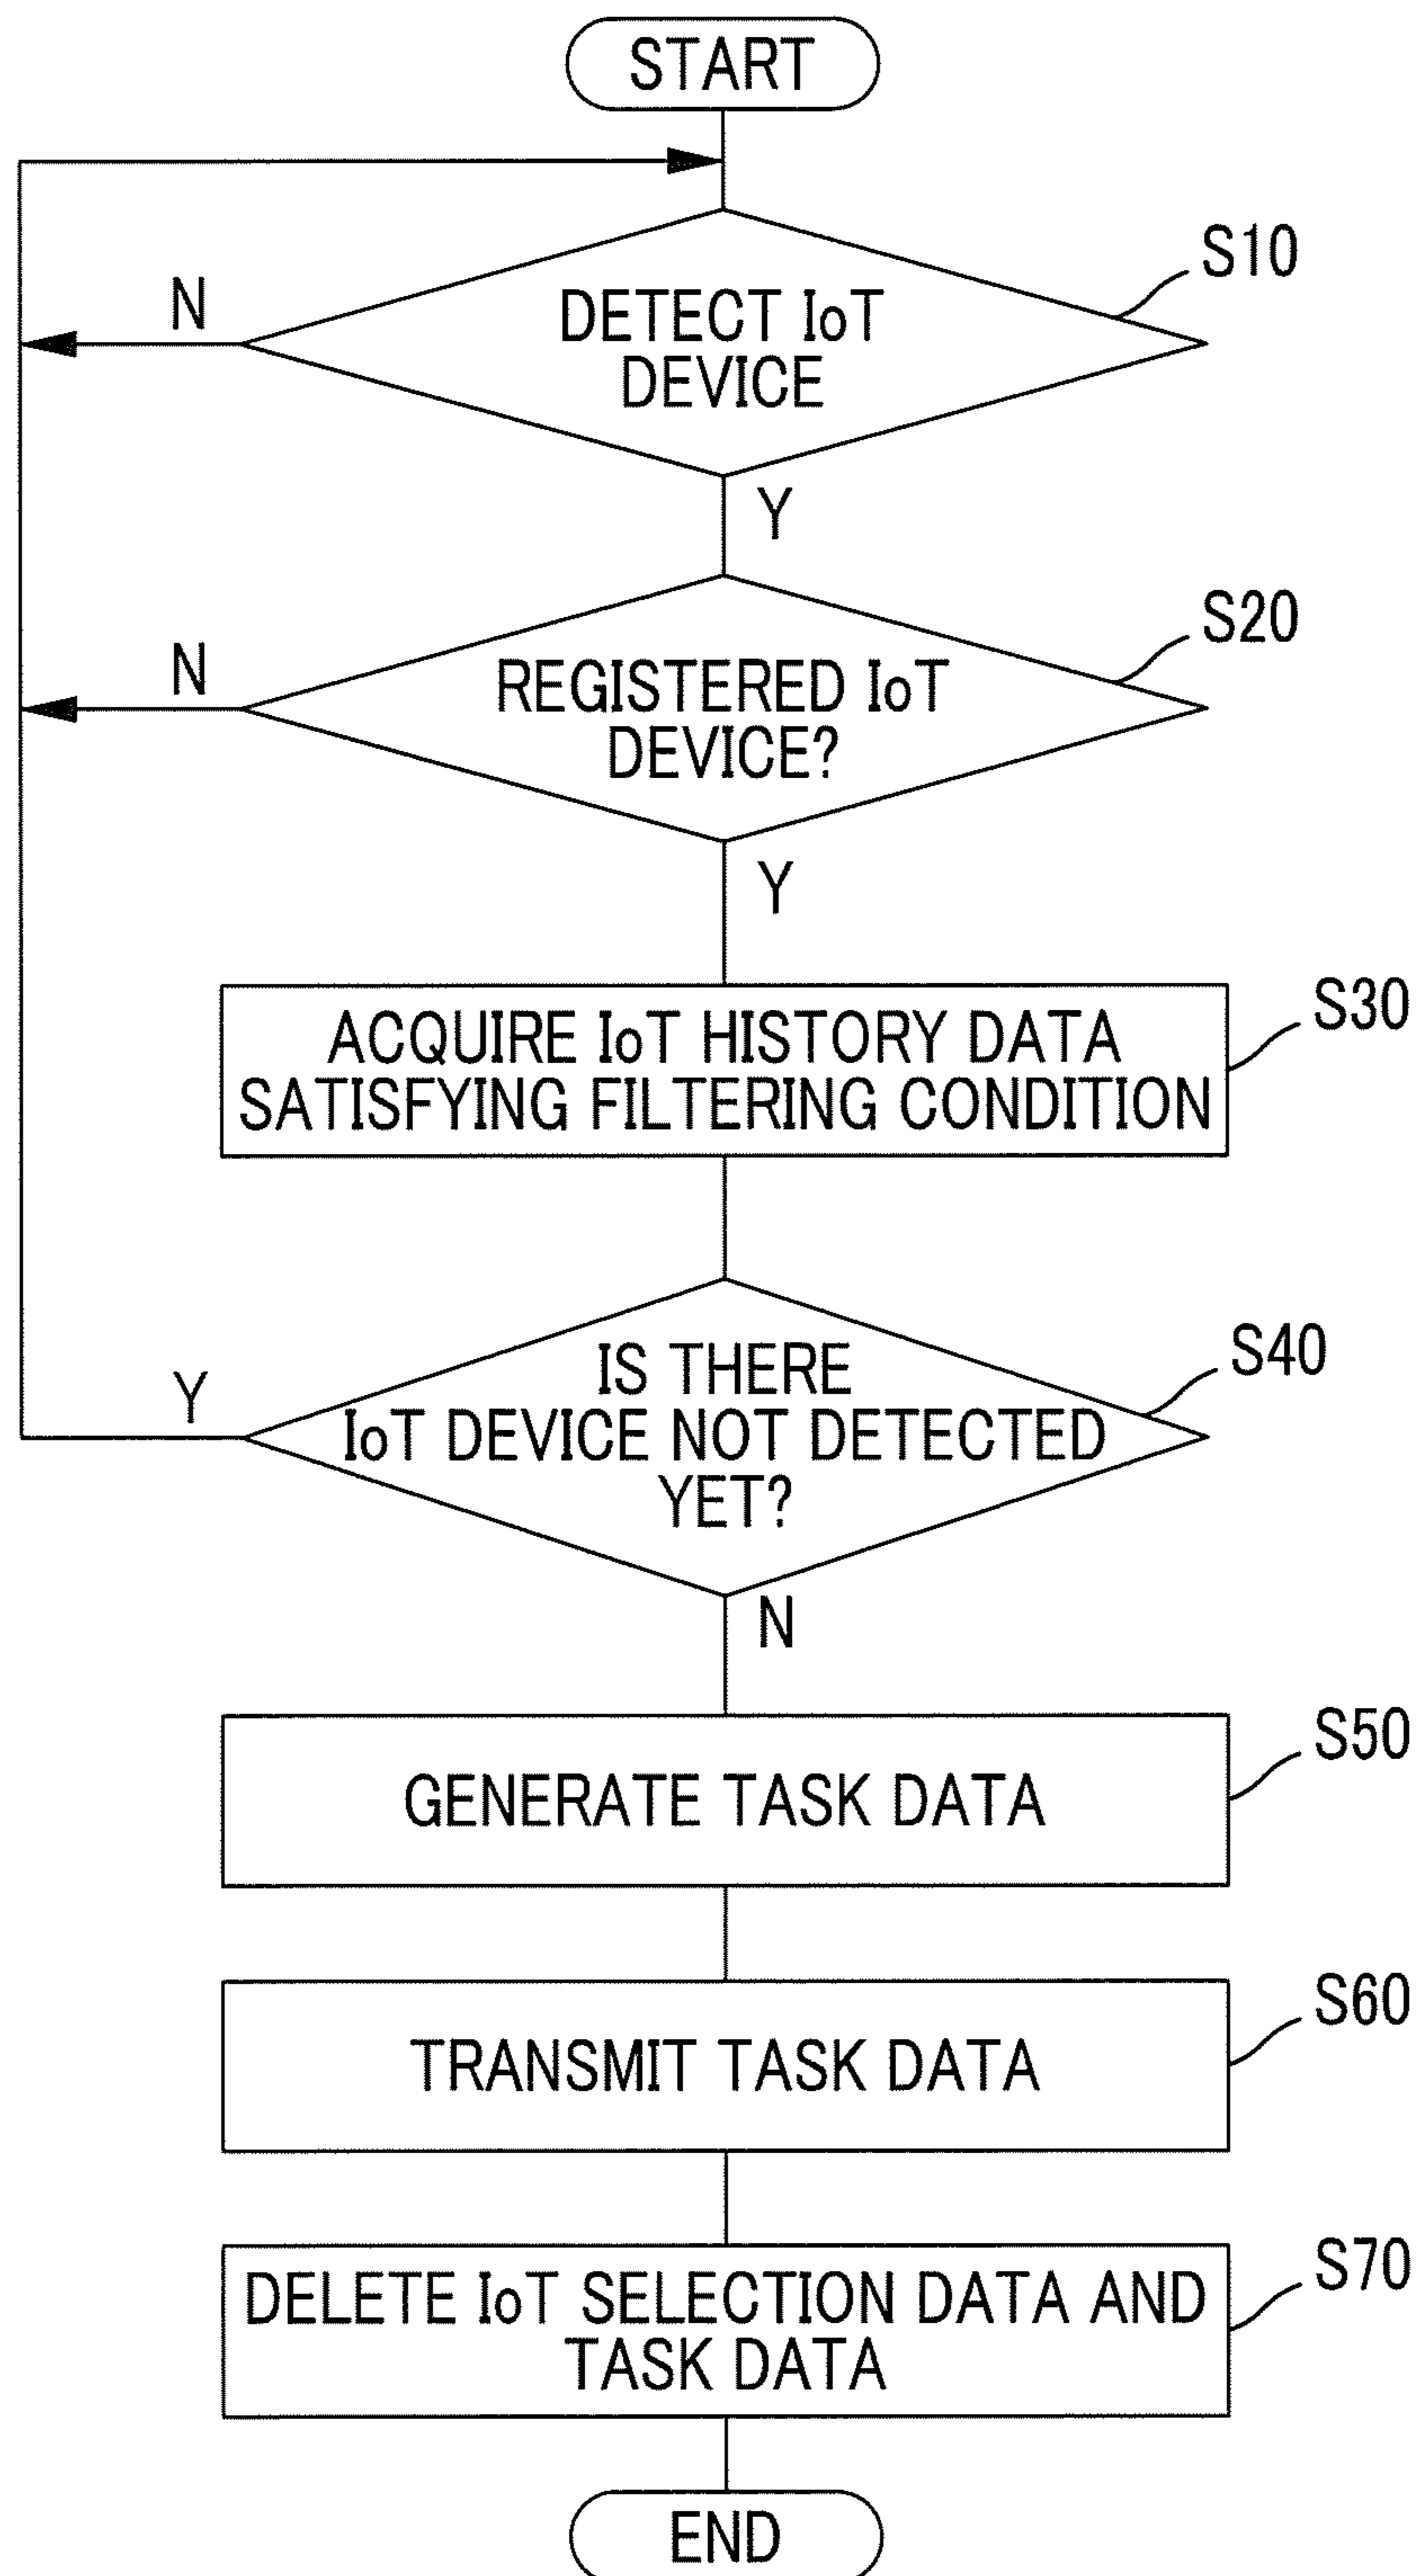 START
S10
N
DETECT IoT
DEVICE
Y
S20
N
REGISTERED IoT
DEVICE?
Y
S30
ACQUIRE IoT HISTORY DATA
SATISFYING FILTERING CONDITION
S40
IS THERE
Y
IoT DEVICE NOT DETECTED
YET?
N
S50
GENERATE TASK DATA
S60
TRANSMIT TASK DATA
S70
DELETE IoT SELECTION DATA AND
TASK DATA
END